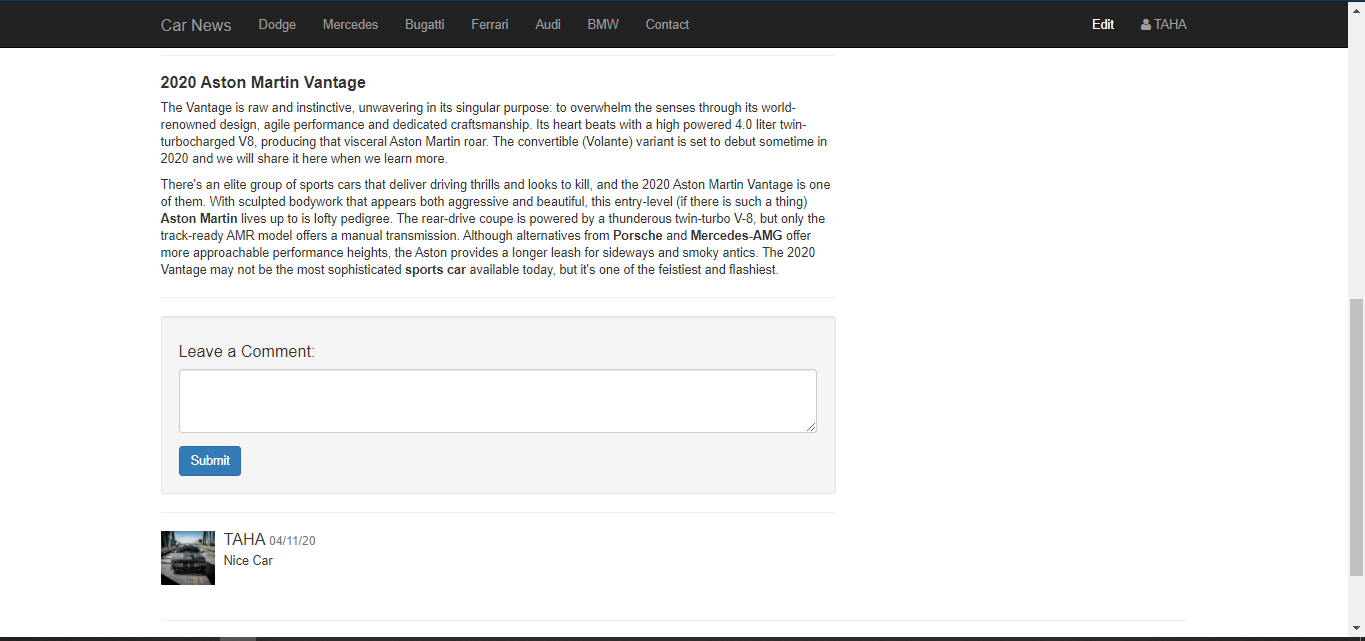 Car News Dodge Mercedes Bugatti Ferrari Audi BMW Contact Edit TAHA
2020 Aston Martin Vantage
The Vantage is raw and instinctive, unwavering in its singular purpose: to overwhelm the senses through its world-
renowned design, agile performance and dedicated craftsmanship. Its heart beats with a high powered 4.0 liter twin-
turbocharged V8, producing that visceral Aston Martin roar. The convertible (Volante) variant is set to debut sometime in
2020 and we will share it here when we learn more.
There's an elite group of sports cars that deliver driving thrills and looks to kill, and the 2020 Aston Martin Vantage is one
of them. With sculpted bodywork that appears both aggressive and beautiful, this entry-level (if there is such a thing)
Aston Martin lives up to is lofty pedigree. The rear-drive coupe is powered by a thunderous twin-turbo V-8, but only the
track-ready AMR model offers a manual transmission. Although alternatives from Porsche and Mercedes-AMG offer
more approachable performance heights, the Aston provides a longer leash for sideways and smoky antics. The 2020
Vantage may not be the most sophisticated sports car available today, but it's one of the feistiest and flashiest.
Leave a Comment:
Submit
TAHA 04/11/20
Nice Car